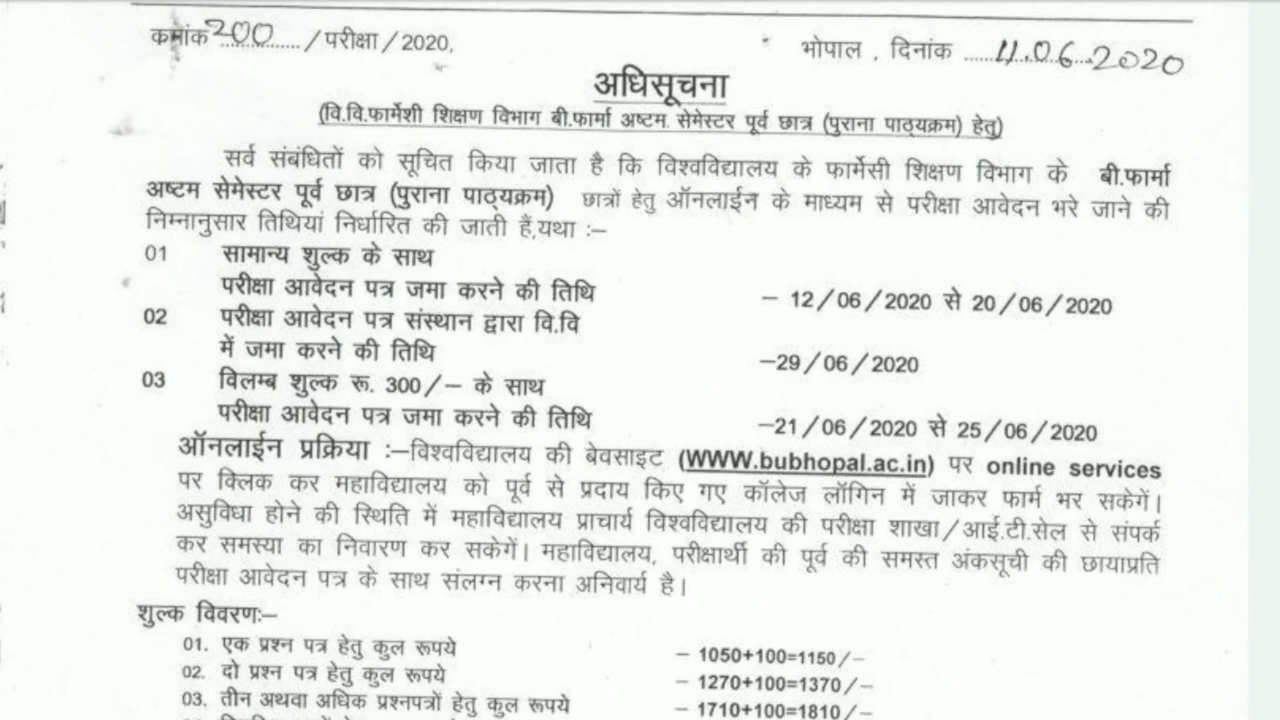 क्रमांक 200 ........ /परीक्षा/2020,
भोपाल , दिनांक ......11.06.2020
अधिसूचना
(वि.वि.फार्मेशी शिक्षण विभाग बी.फार्मा अष्टम सेमेस्टर पूर्व छात्र (पुराना पाठ्यक्रम) हेतु)
सर्व संबंधितों को सूचित किया जाता है कि विश्वविद्यालय के फार्मेसी शिक्षण विभाग के बी.फार्मा
अष्टम सेमेस्टर पूर्व छात्र (पुराना पाठ्यक्रम) छात्रों हेतु ऑनलाईन के माध्यम से परीक्षा आवेदन भरे जाने की
निम्नानुसार तिथियां निर्धारित की जाती हैं,यथा :–
01 सामान्य शुल्क के साथ
परीक्षा आवेदन पत्र जमा करने की तिथि – 12/06/2020 से 20/06/2020
02 परीक्षा आवेदन पत्र संस्थान द्वारा वि.वि
में जमा करने की तिथि –29/06/2020
03 विलम्ब शुल्क रू. 300/– के साथ
परीक्षा आवेदन पत्र जमा करने की तिथि –21/06/2020 से 25/06/2020
ऑनलाईन प्रक्रिया :–विश्वविद्यालय की बेवसाइट (WWW.bubhopal.ac.in) पर online services
पर क्लिक कर महाविद्यालय को पूर्व से प्रदाय किए गए कॉलेज लॉगिन में जाकर फार्म भर सकेगें।
असुविधा होने की स्थिति में महाविद्यालय प्राचार्य विश्वविद्यालय की परीक्षा शाखा/आई.टी.सेल से संपर्क
कर समस्या का निवारण कर सकेगें। महाविद्यालय, परीक्षार्थी की पूर्व की समस्त अंकसूची की छायाप्रति
परीक्षा आवेदन पत्र के साथ संलग्न करना अनिवार्य है।
शुल्क विवरणः–
01. एक प्रश्न पत्र हेतु कुल रूपये – 1050+100=1150/–
02. दो प्रश्न पत्र हेतु कुल रूपये – 1270+100=1370/–
03. तीन अथवा अधिक प्रश्नपत्रों हेतु कुल रूपये – 1710+100=1810/–